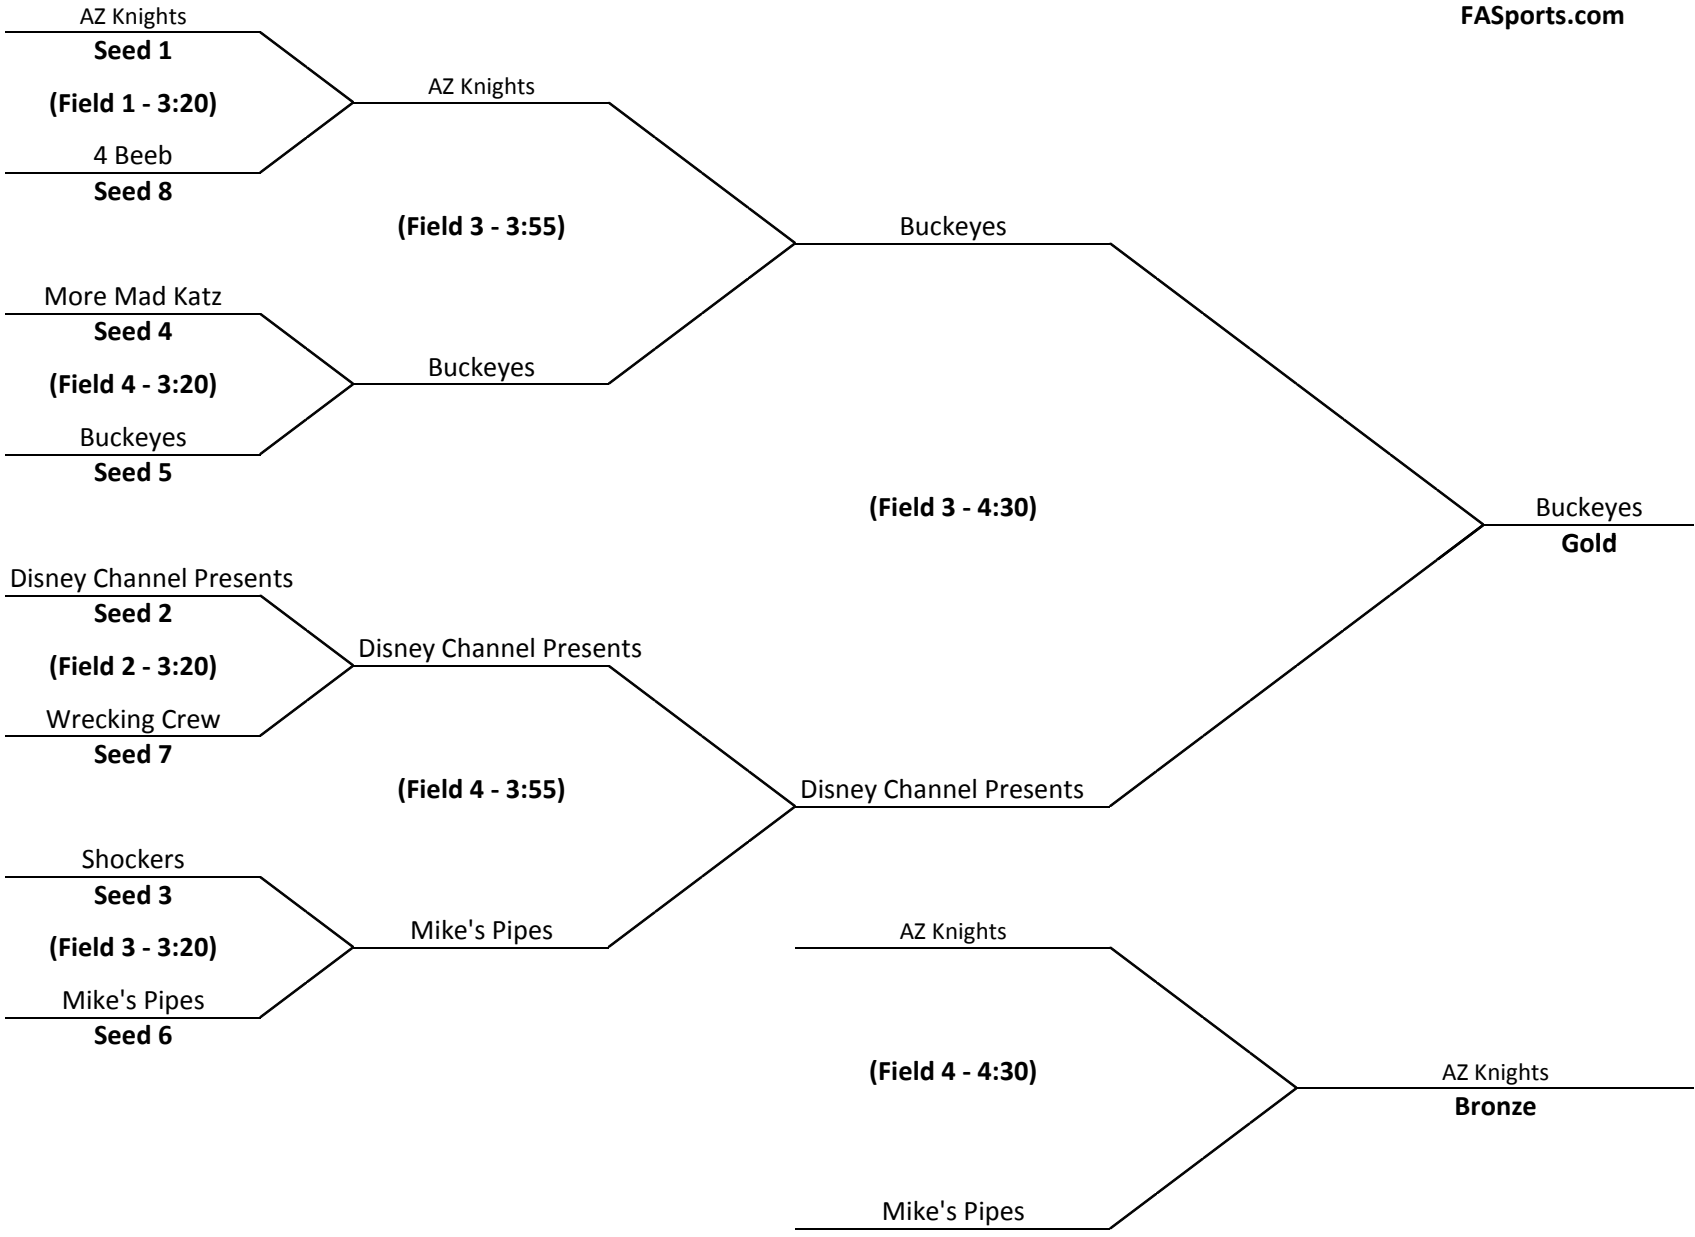 FASports.com
AZ Knights
Seed 1
(Field 1 - 3:20)
4 Beeb
Seed 8
AZ Knights
(Field 3 - 3:55)
More Mad Katz
Seed 4
(Field 4 - 3:20)
Buckeyes
Seed 5
Buckeyes
Buckeyes
(Field 3 - 4:30)
Buckeyes
Gold
Disney Channel Presents
Seed 2
(Field 2 - 3:20)
Wrecking Crew
Seed 7
Disney Channel Presents
(Field 4 - 3:55)
Disney Channel Presents
Shockers
Seed 3
(Field 3 - 3:20)
Mike's Pipes
Seed 6
Mike's Pipes
AZ Knights
(Field 4 - 4:30)
Mike's Pipes
AZ Knights
Bronze